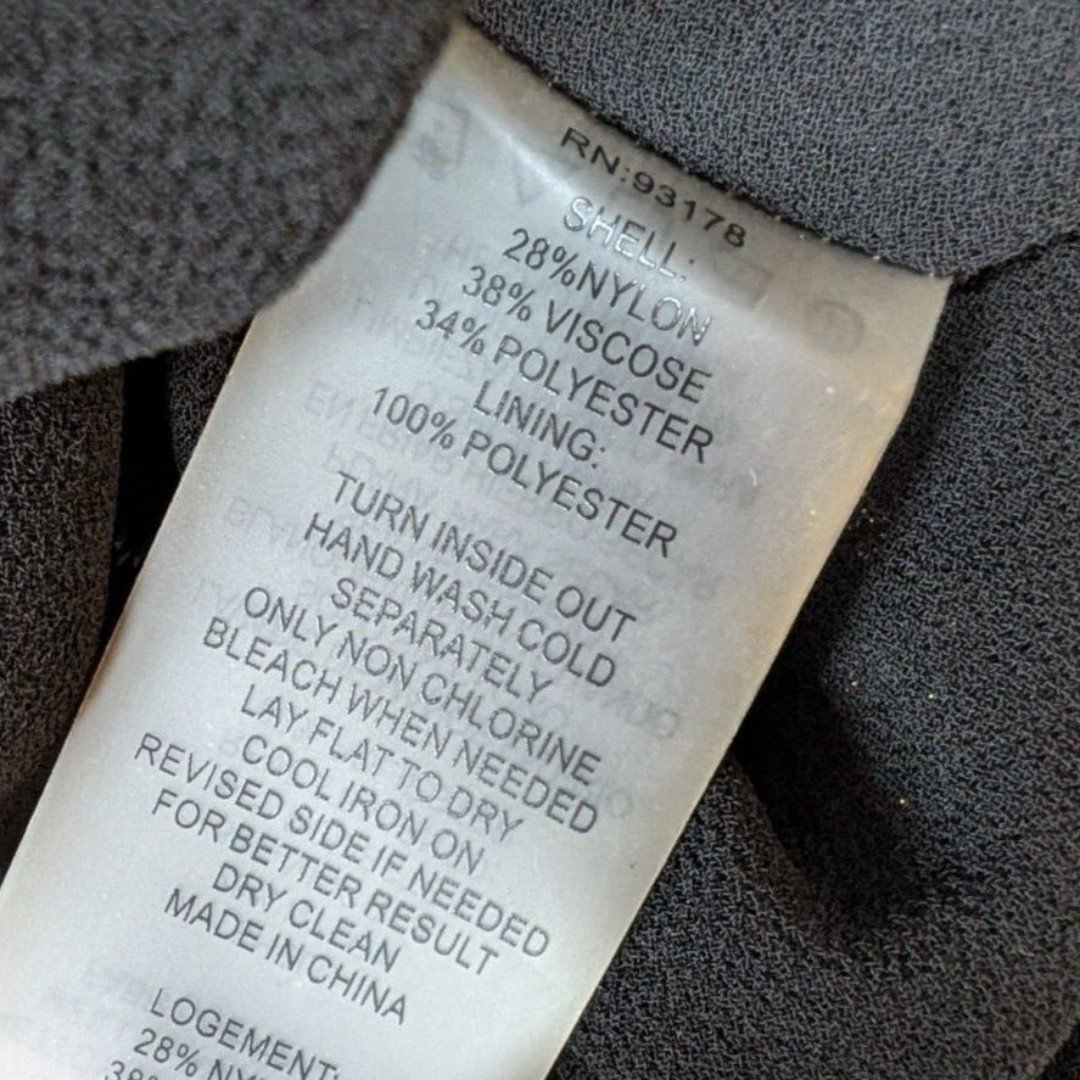 RN:93178
SHELL:
28%NYLON
38% VISCOSE
34% POLYESTER
LINING:
100% POLYESTER
TURN INSIDE OUT
HAND WASH COLD
SEPARATELY
ONLY NON CHLORINE
BLEACH WHEN NEEDED
LAY FLAT TO DRY
COOL IRON ON
REVISED SIDE IF NEEDED
FOR BETTER RESULT
DRY CLEAN
MADE IN CHINA
LOGEMENT:
28%